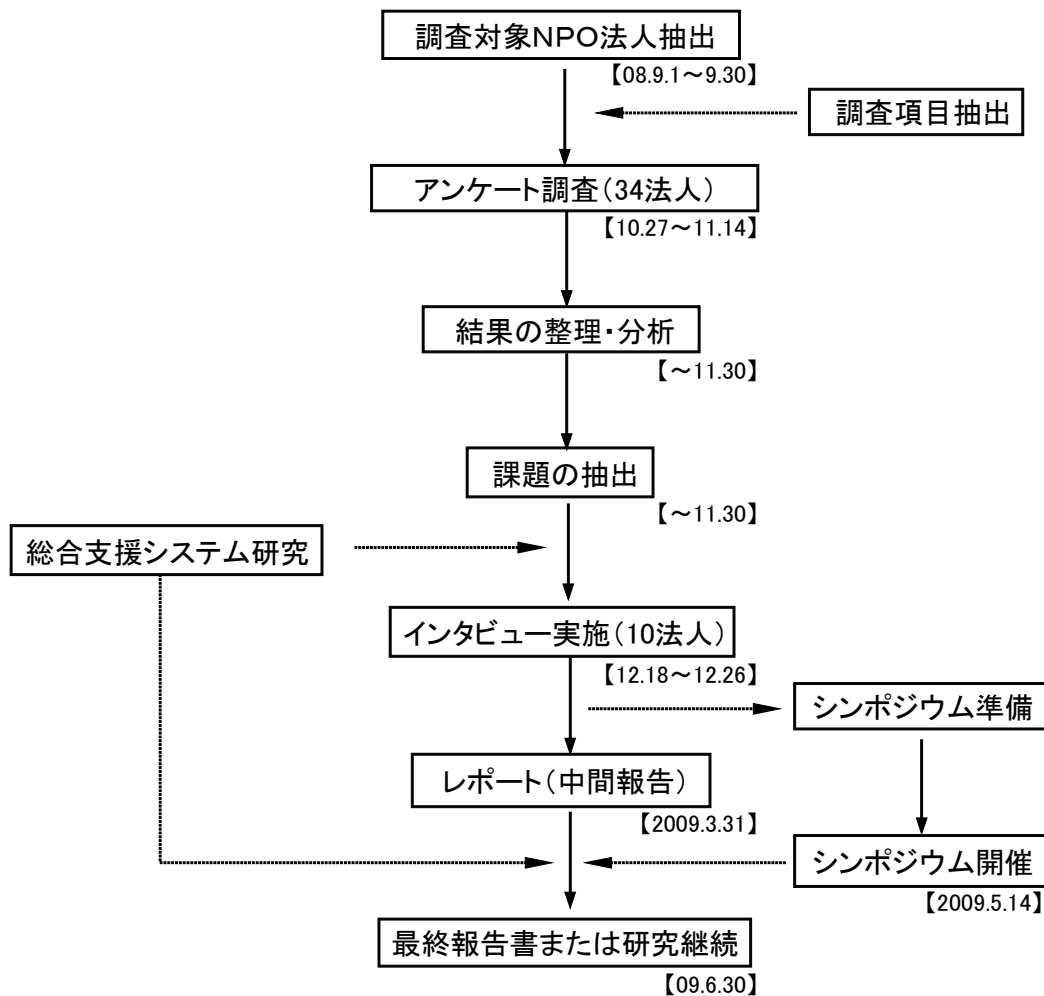 調査対象NPO法人抽出
【08.9.1～9.30】
調査項目抽出
アンケート調査(34法人)
【10.27～11.14】
結果の整理・分析
【～11.30】
課題の抽出
【～11.30】
総合支援システム研究
インタビュー実施(10法人)
【12.18～12.26】
シンポジウム準備
レポート(中間報告)
【2009.3.31】
シンポジウム開催
【2009.5.14】
最終報告書または研究継続
【09.6.30】